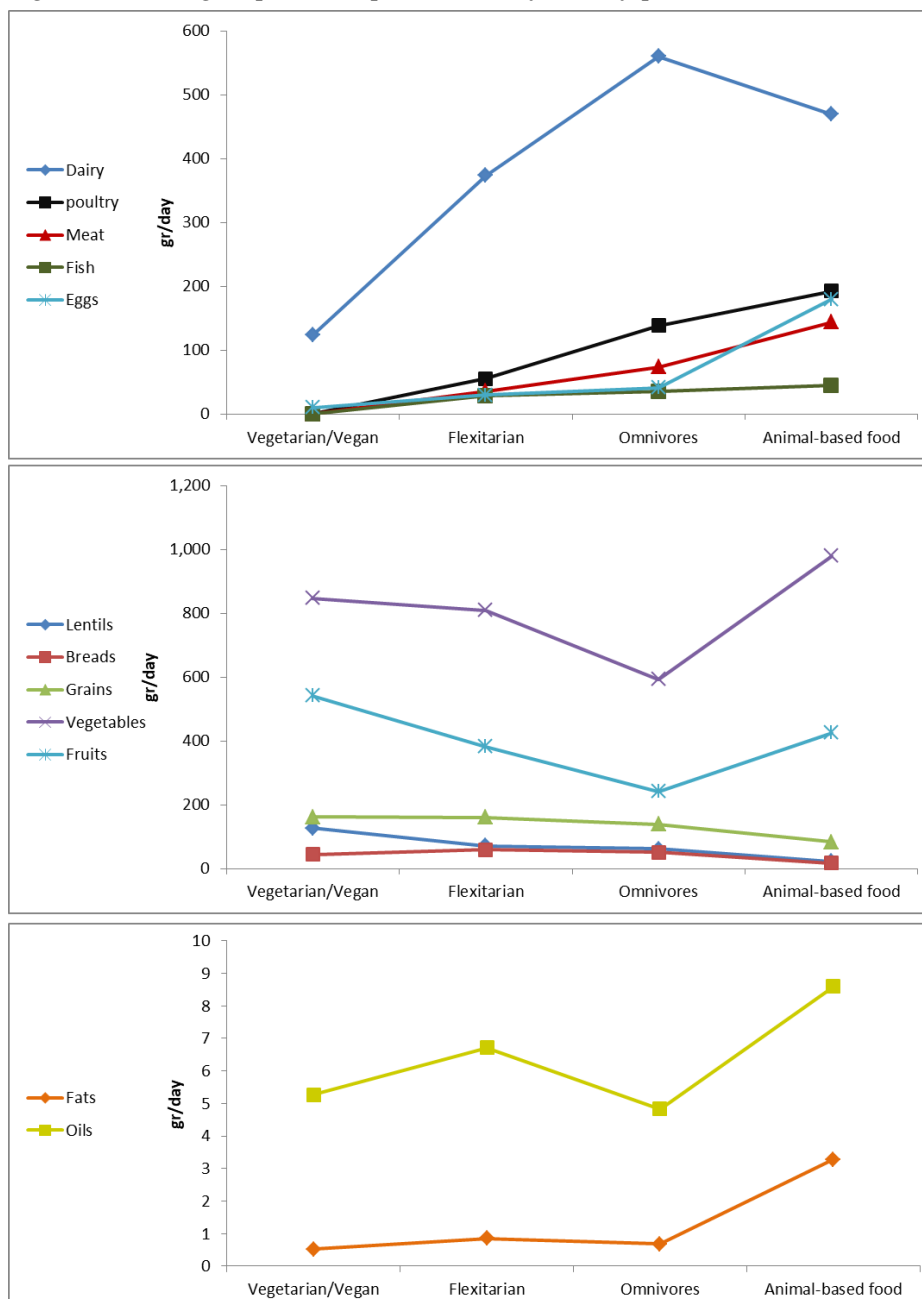 600
500
400
300
200
100
0
gr/day
Dairy
poultry
Meat
Fish
Eggs
Vegetarian/Vegan Flexitarian Omnivores Animal-based food
1,200
1,000
800
600
400
200
0
gr/day
Lentils
Breads
Grains
Vegetables
Fruits
Vegetarian/Vegan Flexitarian Omnivores Animal-based food
10
9
8
7
6
5
4
3
2
1
0
gr/day
Fats
Oils
Vegetarian/Vegan Flexitarian Omnivores Animal-based food